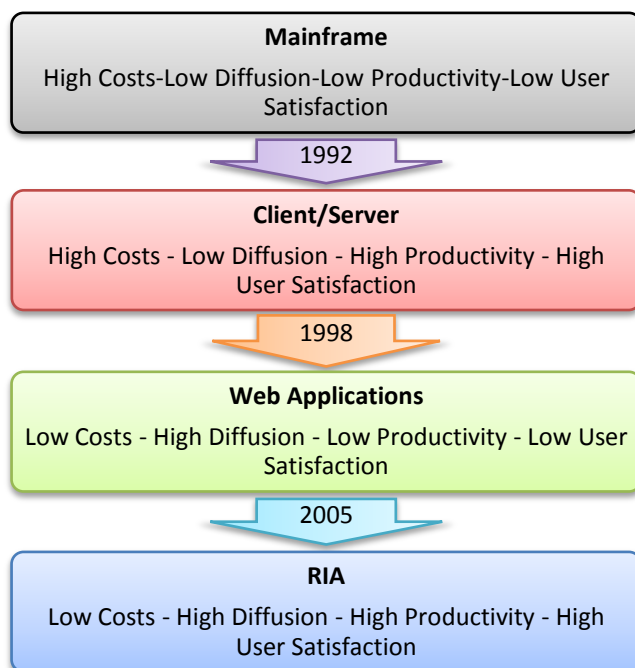 Mainframe
High Costs-Low Diffusion-Low Productivity-Low User
Satisfaction
1992
Client/Server
High Costs - Low Diffusion - High Productivity - High
User Satisfaction
1998
Web Applications
Low Costs - High Diffusion - Low Productivity - Low User
Satisfaction
2005
RIA
Low Costs - High Diffusion - High Productivity - High
User Satisfaction